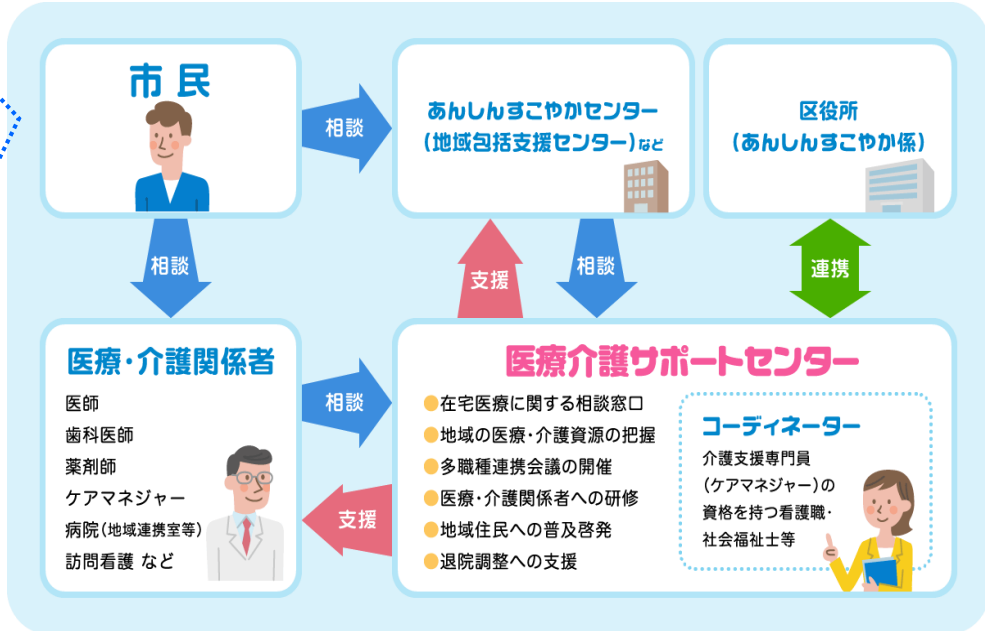 市民
相談
あんしんすこやかセンター
(地域包括支援センター)など
区役所
(あんしんすこやか係)
相談
支援
相談
連携
医療・介護関係者
医師
歯科医師
薬剤師
ケアマネジャー
病院(地域連携室等)
訪問看護 など
相談
支援
医療介護サポートセンター
●在宅医療に関する相談窓口
●地域の医療・介護資源の把握
●多職種連携会議の開催
●医療・介護関係者への研修
●地域住民への普及啓発
●退院調整への支援
コーディネーター
介護支援専門員
(ケアマネジャー)の
資格を持つ看護職・
社会福祉士等